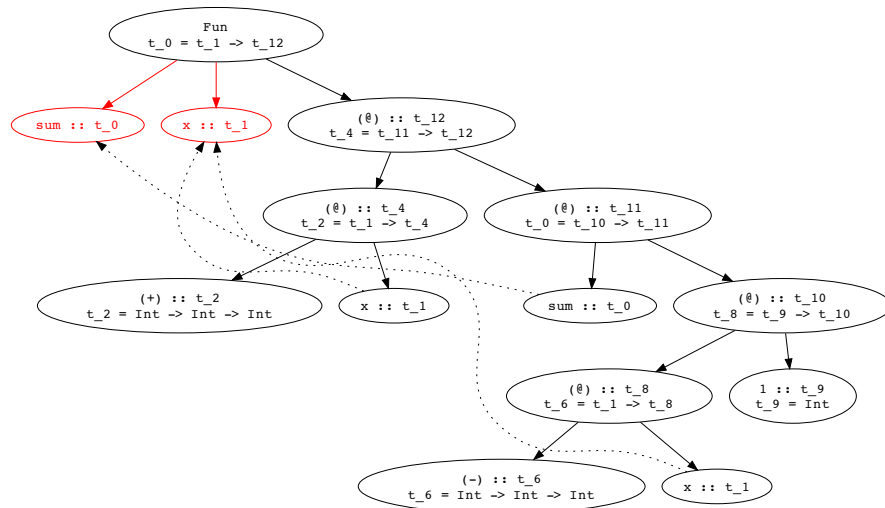 Fun
t_0 = t_1 -> t_12
sum :: t_0
x :: t_1
(@) :: t_12
t_4 = t_11 -> t_12
(@) :: t_4
t_2 = t_1 -> t_4
(@) :: t_11
t_0 = t_10 -> t_11
(+) :: t_2
t_2 = Int -> Int -> Int
x :: t_1
sum :: t_0
(@) :: t_10
t_8 = t_9 -> t_10
(@) :: t_8
t_6 = t_1 -> t_8
1 :: t_9
t_9 = Int
(-) :: t_6
t_6 = Int -> Int -> Int
x :: t_1